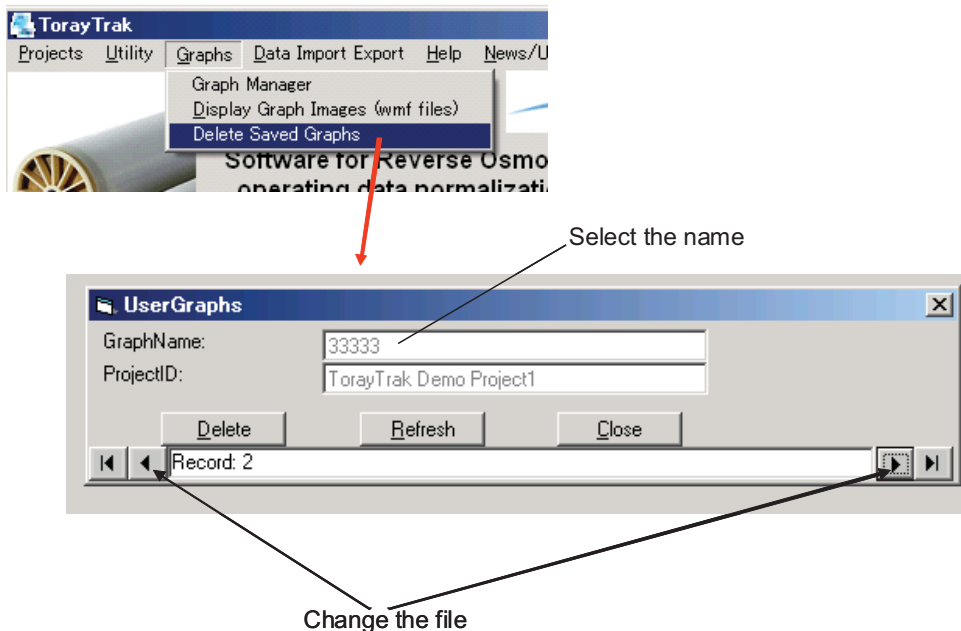 TorayTrak
Projects Utility Graphs Data Import Export Help News/U
Graph Manager
Display Graph Images (wmf files)
Delete Saved Graphs
Software for Reverse Osmo
operating data normalizati
Select the name
UserGraphs
GraphName: 33333
ProjectID: TorayTrak Demo Project1
Delete Refresh Close
Record: 2
Change the file